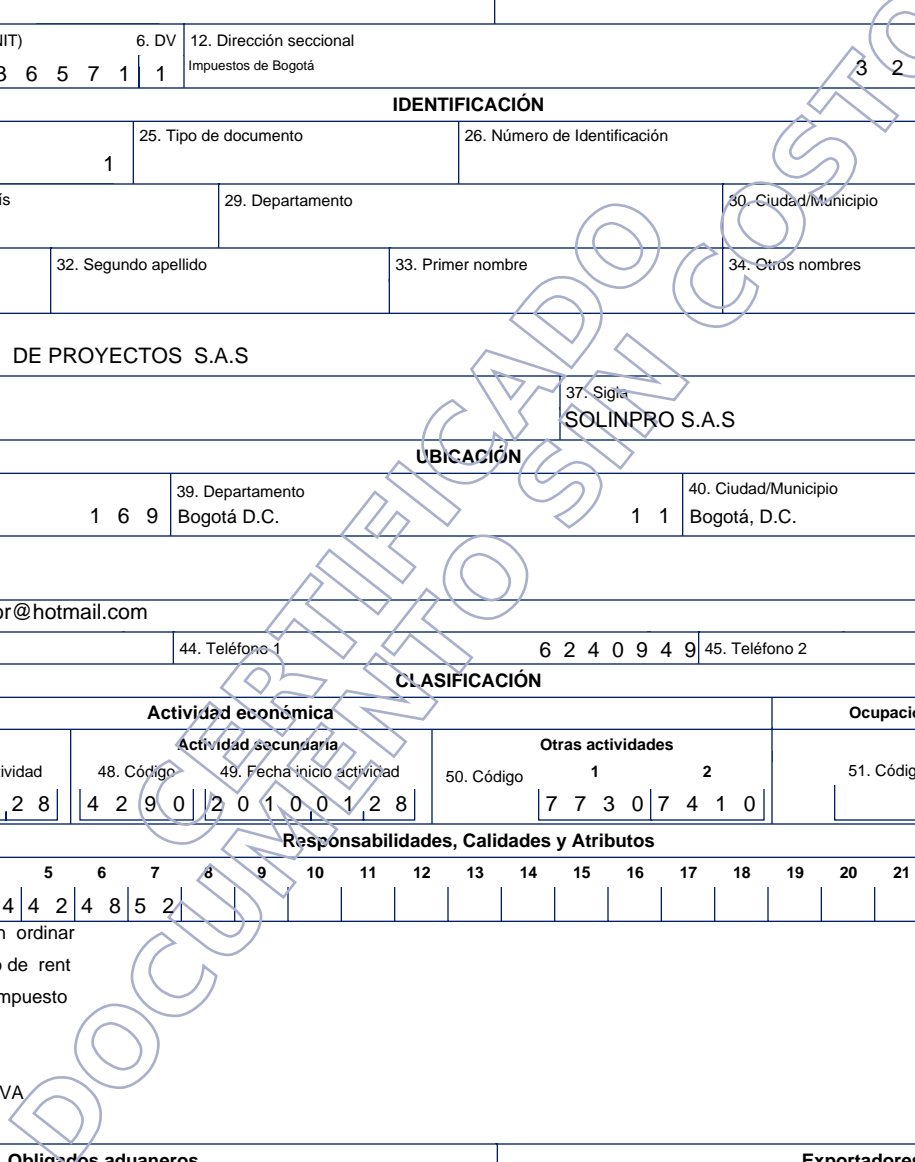 NIT) 6. DV 12. Dirección seccional
6 5 7 1 1 Impuestos de Bogotá 3 2
IDENTIFICACIÓN
25. Tipo de documento 26. Número de Identificación
1
29. Departamento 30. Ciudad/Municipio
32. Segundo apellido 33. Primer nombre 34. Otros nombres
DE PROYECTOS S.A.S
37. Sigla
SOLINPRO S.A.S
UBICACIÓN
39. Departamento 40. Ciudad/Municipio
1 6 9 Bogotá D.C. 1 1 Bogotá, D.C.
@hotmail.com
44. Teléfono 1 6 2 4 0 9 4 9 45. Teléfono 2
CLASIFICACIÓN
Actividad económica Ocupació
Actividad secundaria Otras actividades
ividad 48. Código 49. Fecha inicio actividad 50. Código 1 2 51. Códig
2 8 4 2 9 0 2 0 1 0 0 1 2 8 7 7 3 0 7 4 1 0
Responsabilidades, Calidades y Atributos
5 6 7 8 9 10 11 12 13 14 15 16 17 18 19 20 21
4 4 2 4 8 5 2
n ordinar
o de rent
mpuesto
VA
Obligados aduaneros Exportadores
CERTIFICADO
DOCUMENTO SIN COSTO